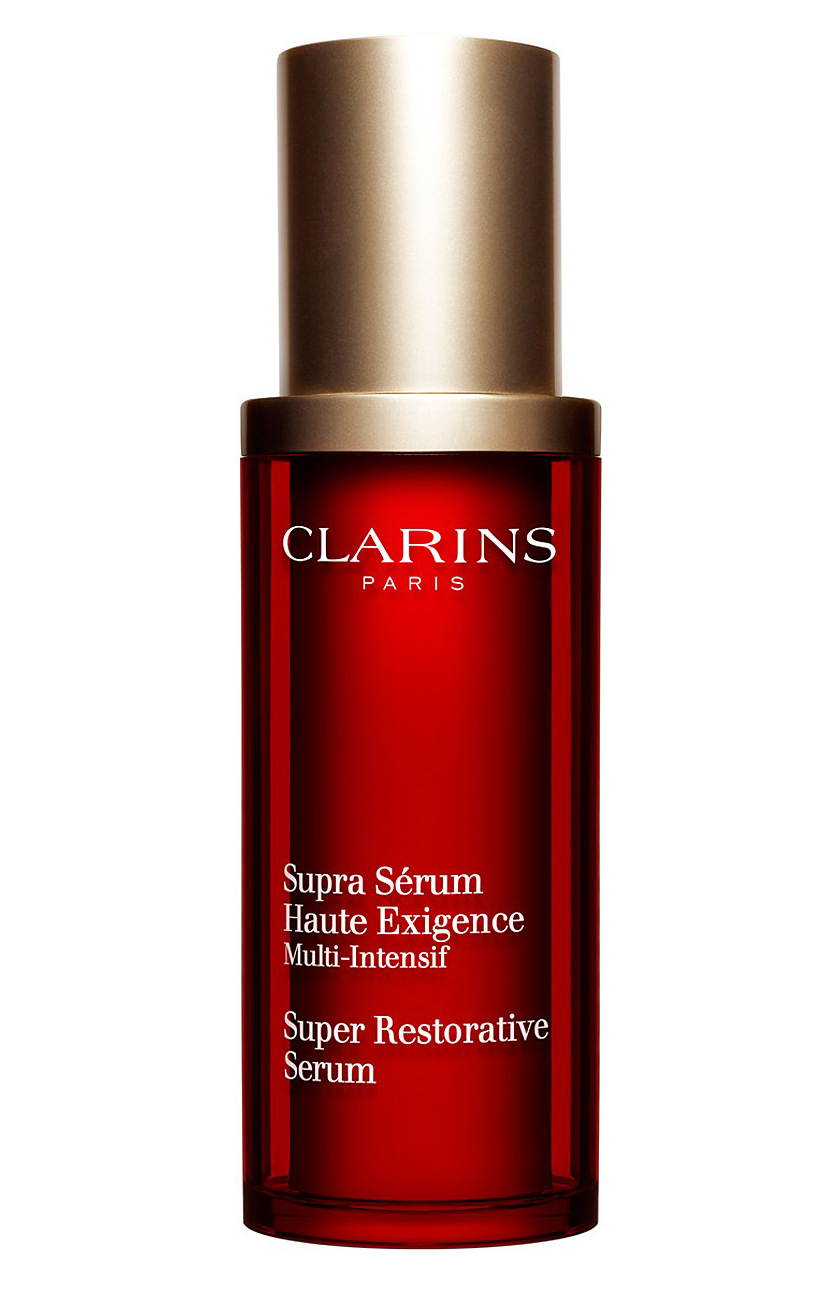 CLARINS
PARIS
Supra Sérum
Haute Exigence
Multi-Intensif
Super Restorative
Serum